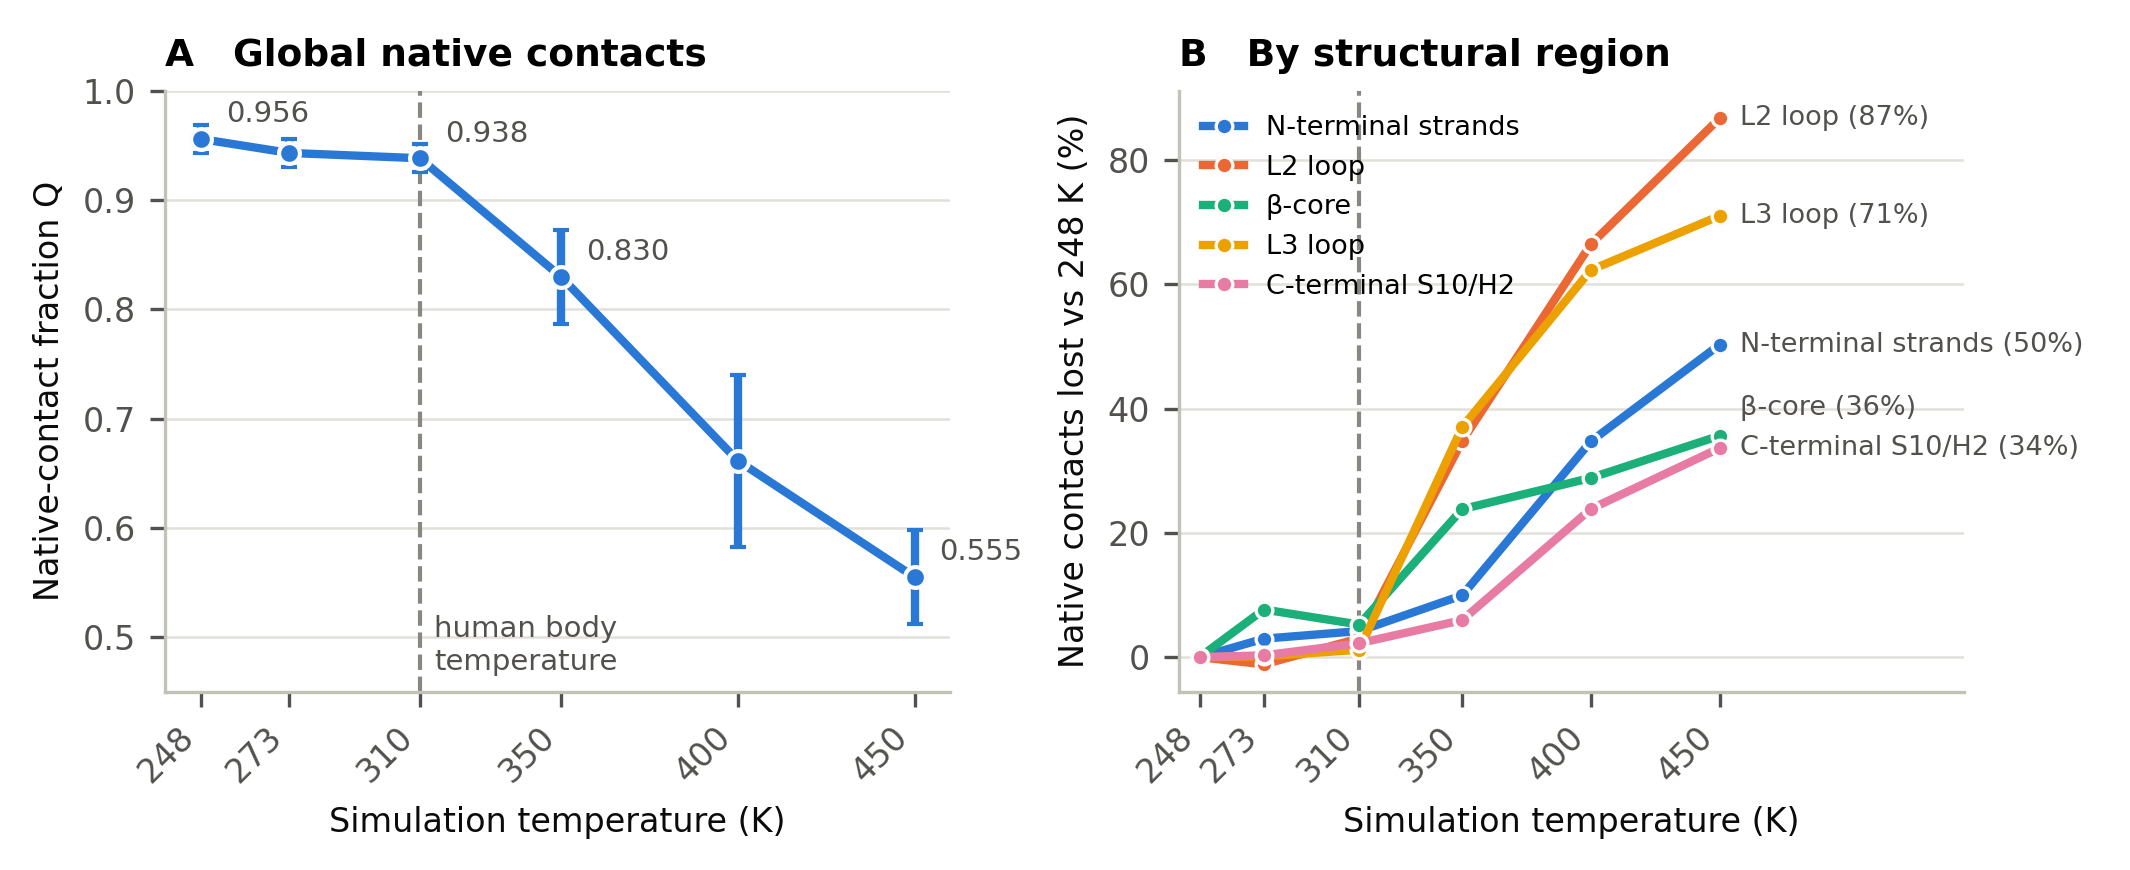 A Global native contacts
Native-contact fraction Q
1.0
0.9
0.8
0.7
0.6
0.5
0.956
0.938
0.830
0.555
human body
temperature
248
273
310
350
400
450
Simulation temperature (K)
B By structural region
Native contacts lost vs 248 K (%)
80
60
40
20
0
N-terminal strands
L2 loop
β-core
L3 loop
C-terminal S10/H2
L2 loop (87%)
L3 loop (71%)
N-terminal strands (50%)
β-core (36%)
C-terminal S10/H2 (34%)
248
273
310
350
400
450
Simulation temperature (K)